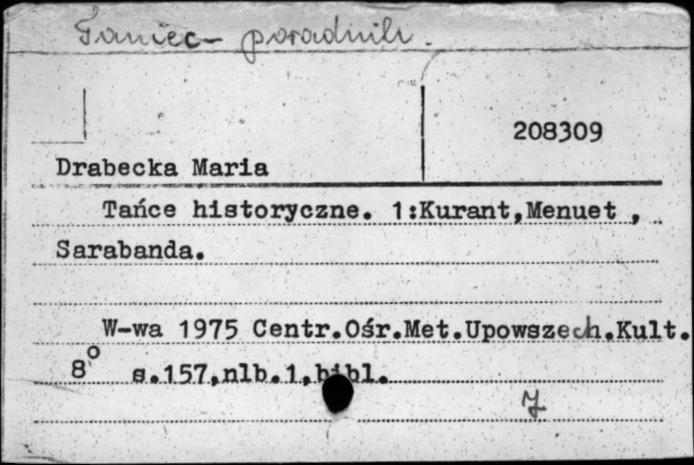 Taniec - poradnik.
208309
Drabecka Maria
Tańce historyczne. 1:Kurant,Menuet ,
Sarabanda.
W-wa 1975 Centr.Ośr.Met.Upowszech.Kult.
8° s.157,nlb.1,bibl.